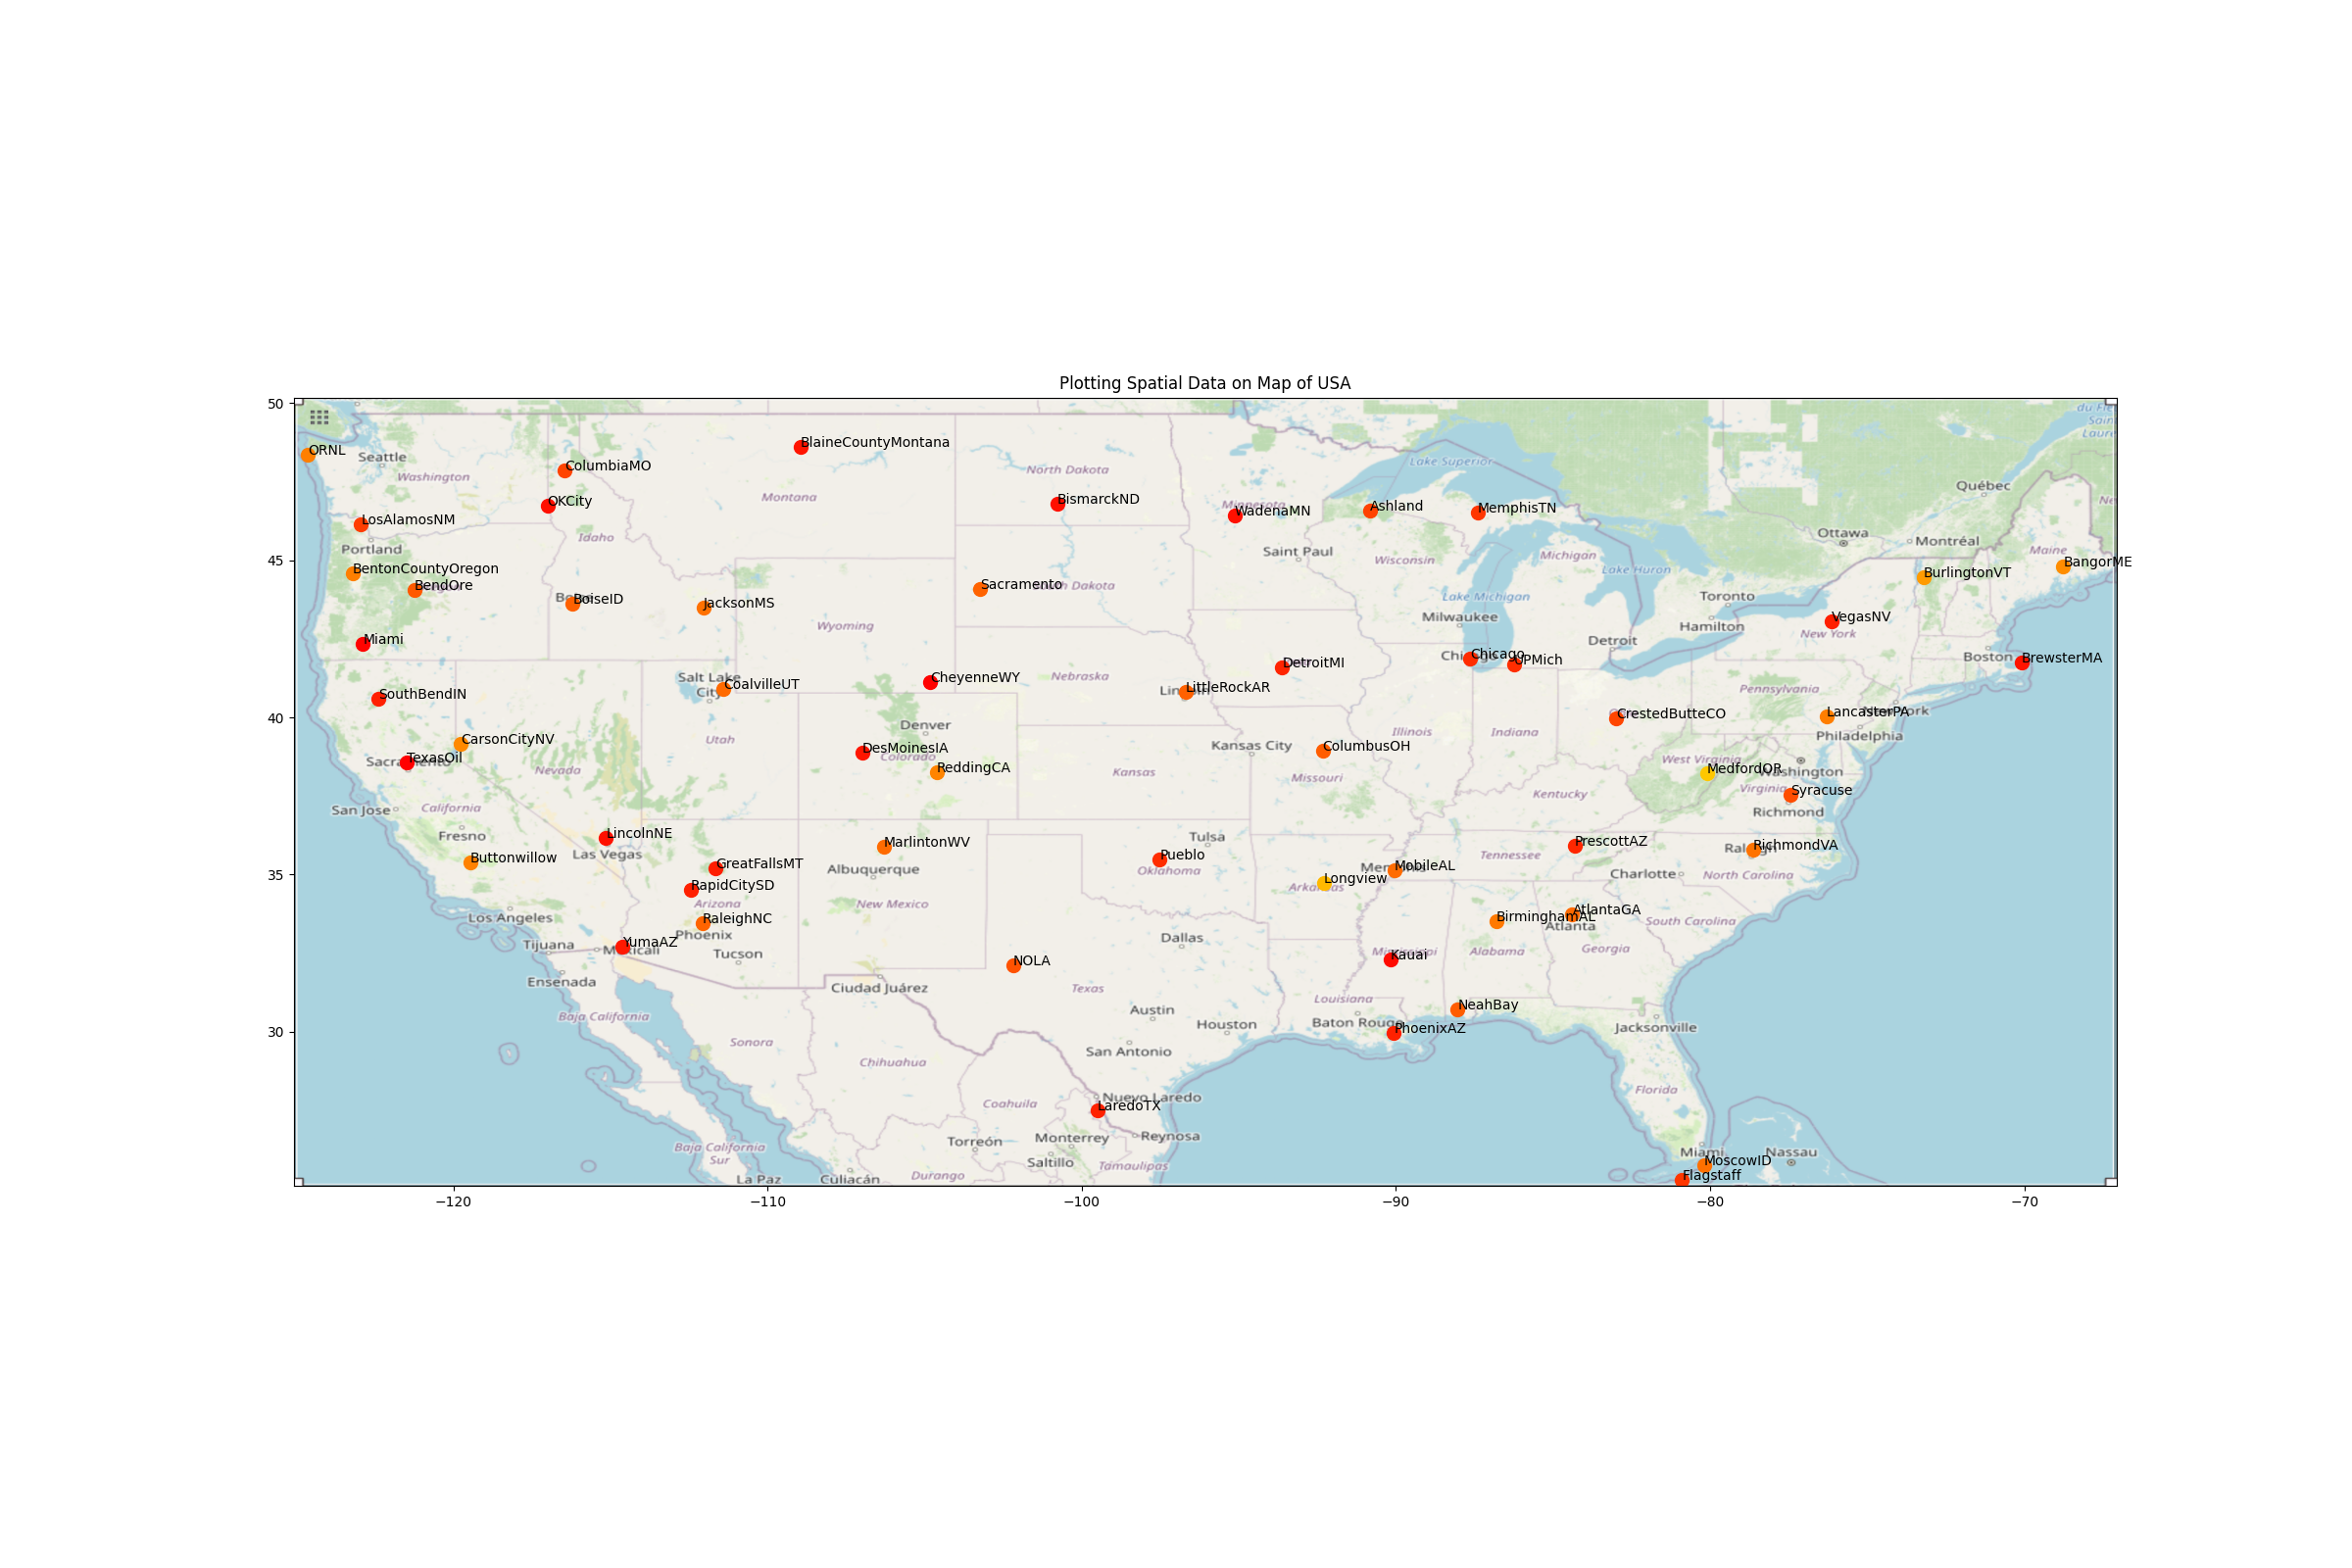 Plotting Spatial Data on Map of USA
50
45
40
35
30
−120
−110
−100
−90
−80
−70
ORNL
Seattle
Washington
ColumbiaMO
OKCity
LosAlamosNM
Portland
BentonCountyOregon
BendOre
Miami
SouthBendIN
CarsonCityNV
TexasOil
San Jose
California
Fresno
Buttonwillow
Los Angeles
Tijuana
Ensenada
Baja California
Baja California Sur
La Paz
Idaho
BoiseID
JacksonMS
Salt Lake City
CoalvilleUT
Utah
Nevada
LincolnNE
Las Vegas
GreatFallsMT
RapidCitySD
Arizona
RaleighNC
Phoenix
YumaAZ
Tucson
BlaineCountyMontana
Montana
Wyoming
CheyenneWY
Denver
DesMoinesIA
Colorado
ReddingCA
MarlintonWV
Albuquerque
New Mexico
Ciudad Juárez
Sonora
Chihuahua
Coahuila
Torreón
Monterrey
Saltillo
Durango
Culiacán
Tamaulipas
Reynosa
Nuevo Laredo
LaredoTX
North Dakota
BismarckND
Sacramento
South Dakota
Nebraska
Kansas
Kansas City
LittleRockAR
DetroitMI
WadenaMN
Minnesota
Saint Paul
Ashland
MemphisTN
Lake Superior
Wisconsin
Michigan
Lake Huron
Lake Michigan
Milwaukee
Chicago
UPMich
Detroit
Toronto
Hamilton
Ottawa
Montréal
Québec
Maine
BangorME
BurlingtonVT
VegasNV
New York
Boston
BrewsterMA
Pennsylvania
LancasterPA
New York
Philadelphia
CrestedButteCO
Illinois
Indiana
ColumbusOH
Missouri
West Virginia
MedfordOR
Washington
Virginia
Syracuse
Richmond
Kentucky
Tulsa
Pueblo
Oklahoma
Arkansas
Longview
MobileAL
Tennessee
PrescottAZ
RichmondVA
Charlotte
North Carolina
South Carolina
BirminghamAL
AtlantaGA
Atlanta
Alabama
Georgia
Dallas
NOLA
Texas
Austin
Houston
San Antonio
Mississippi
Kauai
Louisiana
Baton Rouge
NeahBay
PhoenixAZ
Jacksonville
Florida
Miami
MoscowID
Flagstaff
Nassau